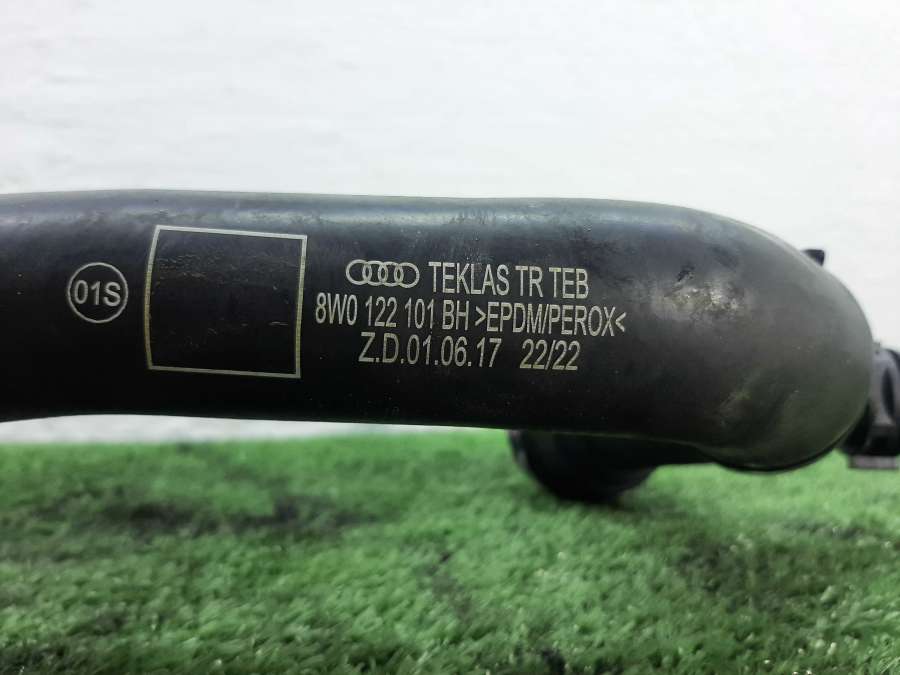 01S
TEKLAS TR TEB
8W0 122 101 BH >EPDM/PEROX<
Z.D.01.06.17 22/22